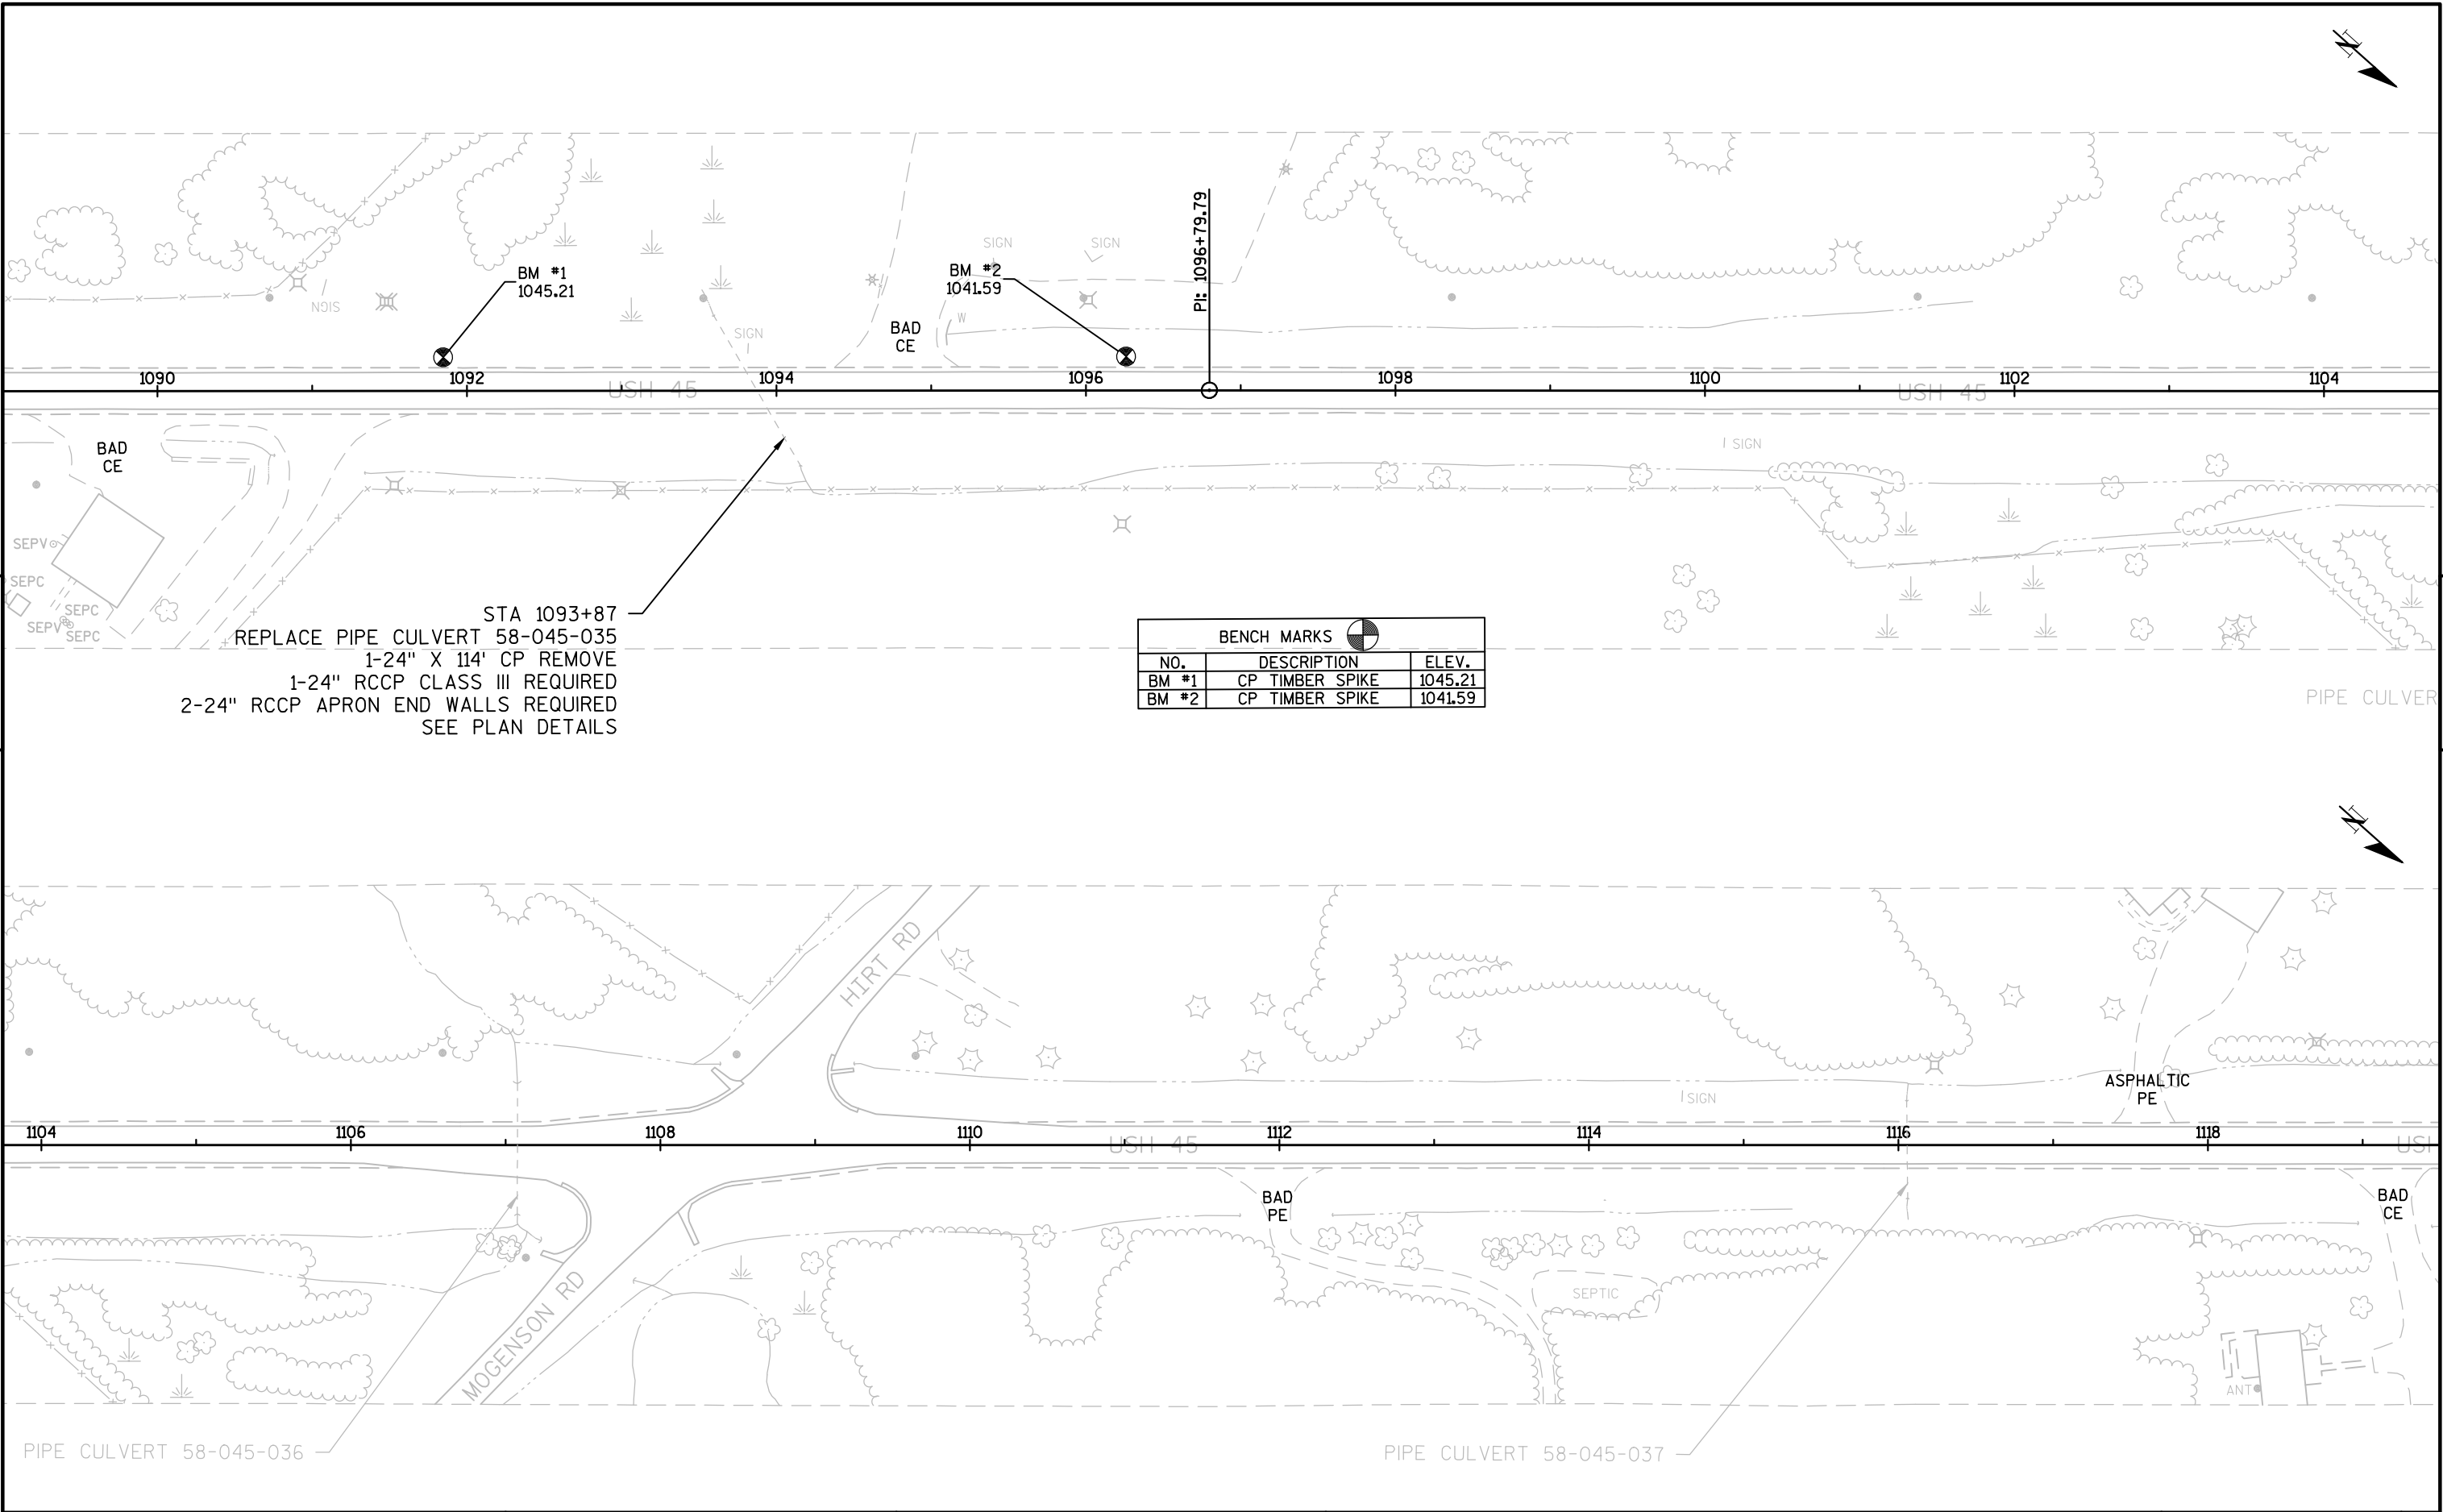 N
SIGN
SIGN
SIGN
SIGN
BM #1
1045.21
BM #2
1041.59
PI: 1096+79.79
W
BAD
CE
1090
1092
1094
1096
1098
1100
1102
1104
USH 45
USH 45
BAD
CE
SIGN
SEPV
SEPC
SEPC
SEPV
SEPC
STA 1093+87
REPLACE PIPE CULVERT 58-045-035
1-24" X 114' CP REMOVE
1-24" RCCP CLASS III REQUIRED
2-24" RCCP APRON END WALLS REQUIRED
SEE PLAN DETAILS
BENCH MARKS
NO. DESCRIPTION ELEV.
BM #1 CP TIMBER SPIKE 1045.21
BM #2 CP TIMBER SPIKE 1041.59
PIPE CULVER
N
HIRT RD
SIGN
ASPHALTIC
PE
1104
1106
1108
1110
1112
1114
1116
1118
USH 45
USH
BAD
PE
BAD
CE
SEPTIC
MOGENSON RD
ANT
PIPE CULVERT 58-045-036
PIPE CULVERT 58-045-037